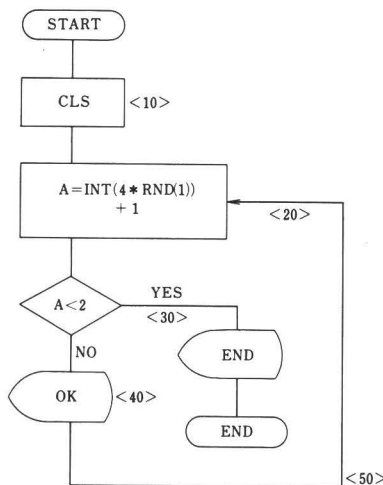 START
CLS
<10>
A=INT(4*RND(1))
+1
<20>
A<2
YES
<30>
NO
END
OK
<40>
END
<50>